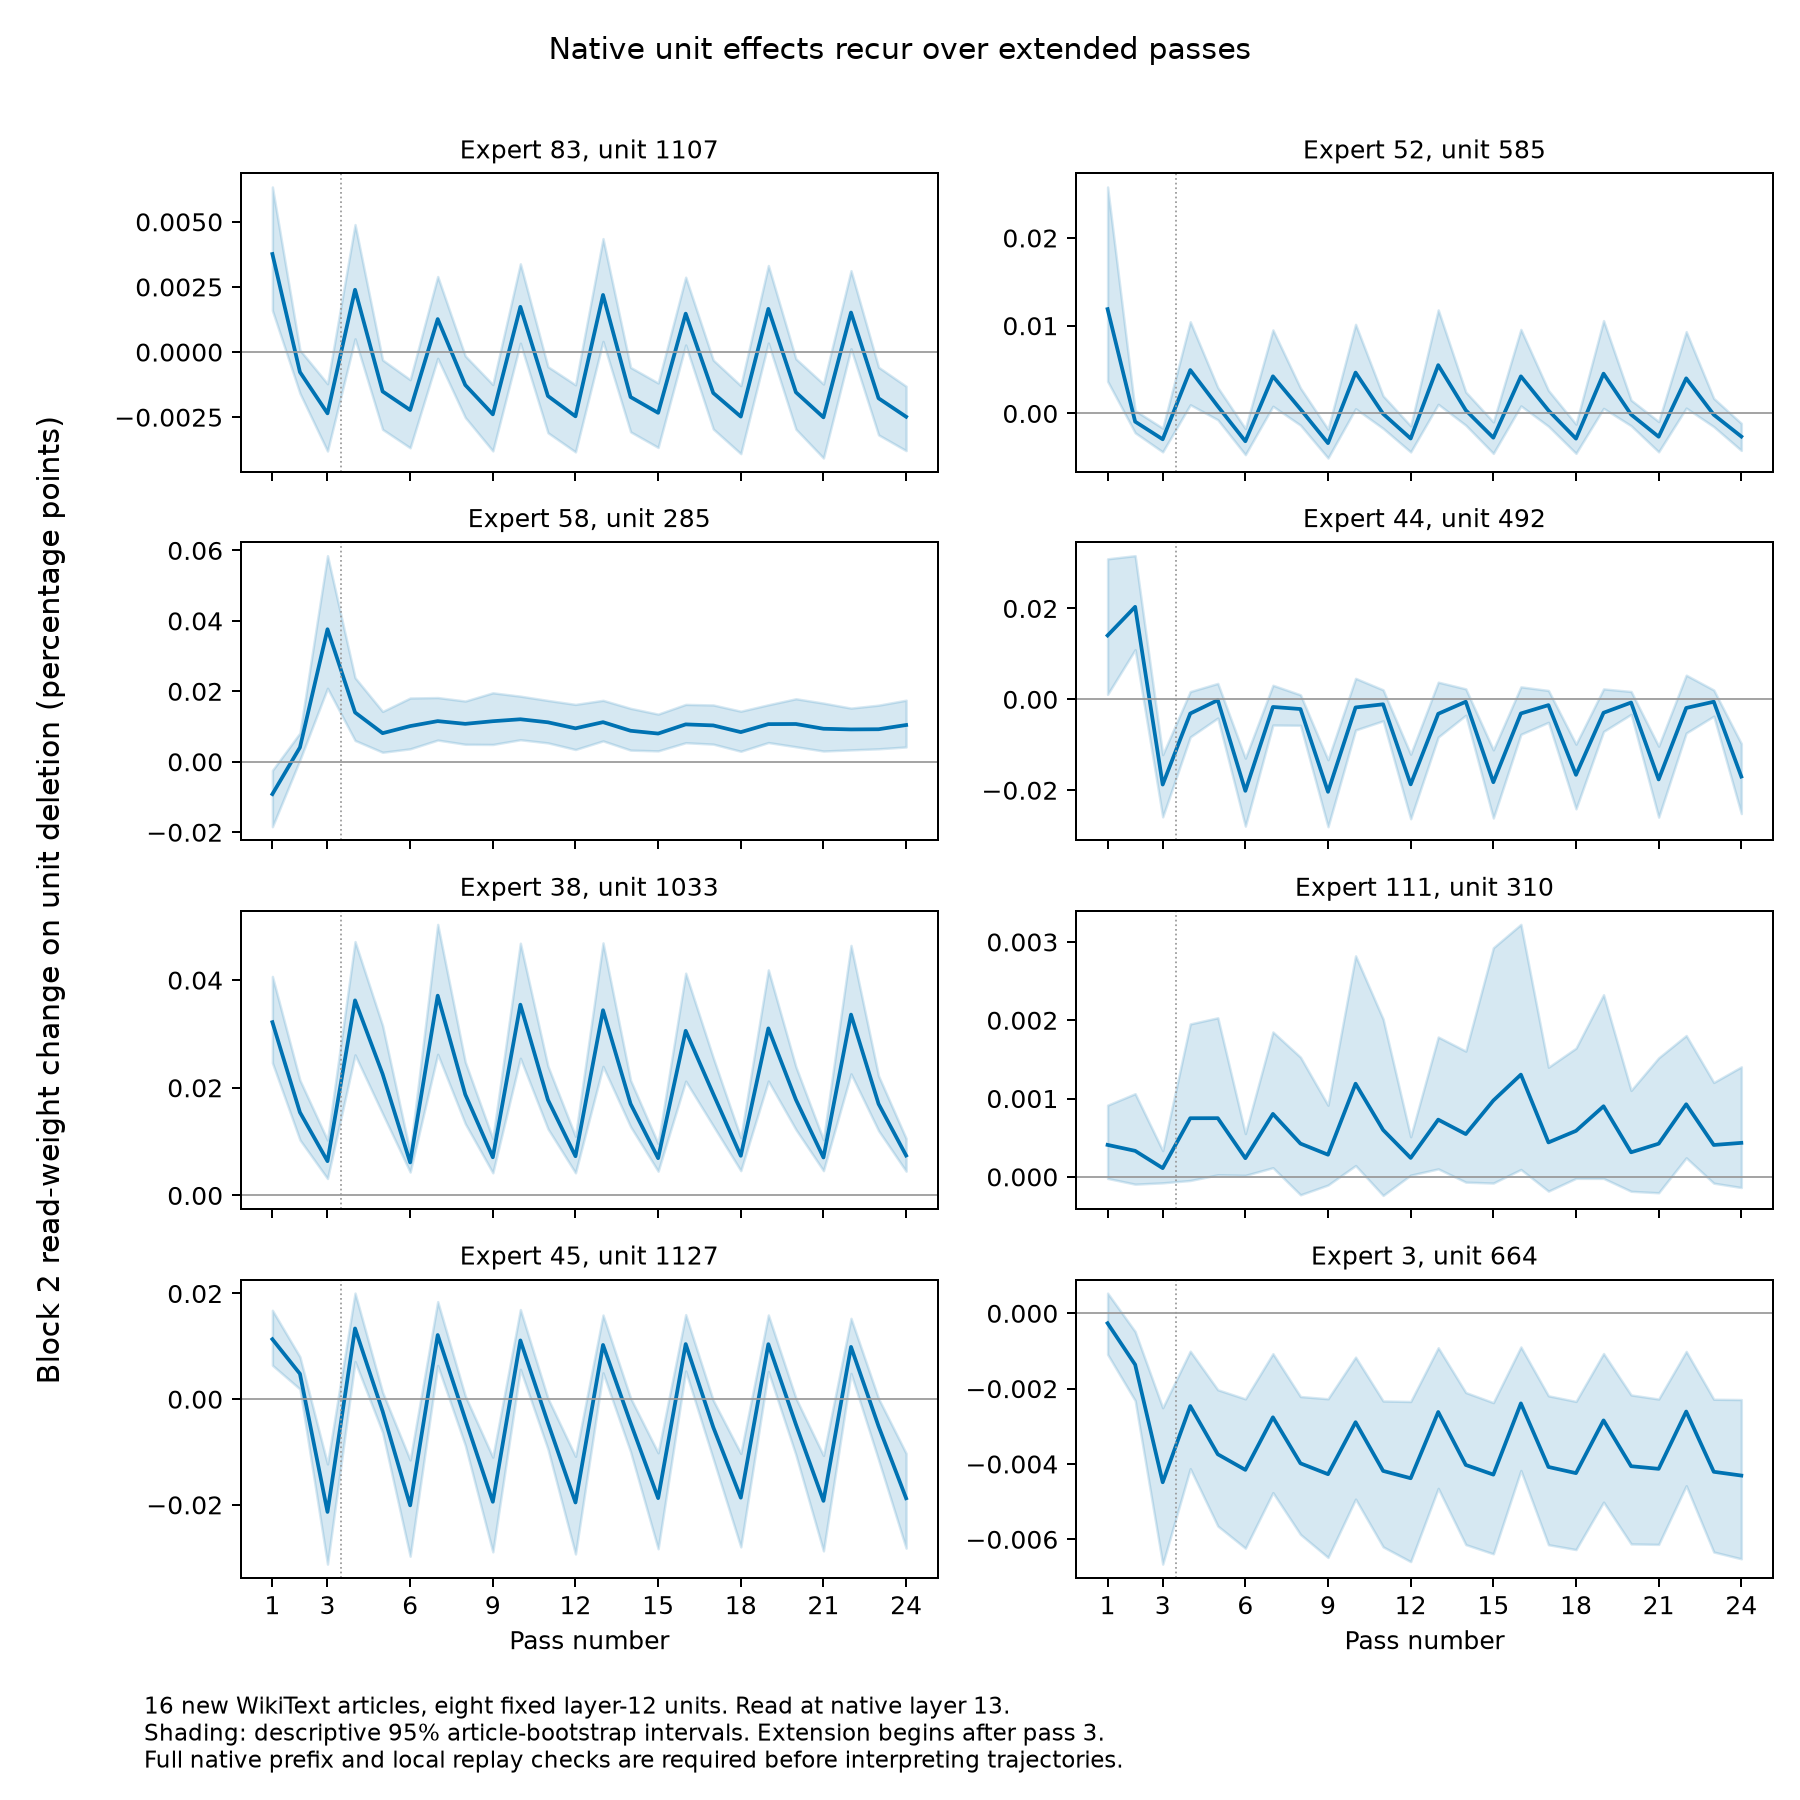 Native unit effects recur over extended passes
Block 2 read-weight change on unit deletion (percentage points)
Expert 83, unit 1107
0.0050
0.0025
0.0000
−0.0025
Expert 52, unit 585
0.02
0.01
0.00
Expert 58, unit 285
0.06
0.04
0.02
0.00
−0.02
Expert 44, unit 492
0.02
0.00
−0.02
Expert 38, unit 1033
0.04
0.02
0.00
Expert 111, unit 310
0.003
0.002
0.001
0.000
Expert 45, unit 1127
0.02
0.00
−0.02
1 3 6 9 12 15 18 21 24
Pass number
Expert 3, unit 664
0.000
−0.002
−0.004
−0.006
1 3 6 9 12 15 18 21 24
Pass number
16 new WikiText articles, eight fixed layer-12 units. Read at native layer 13.
Shading: descriptive 95% article-bootstrap intervals. Extension begins after pass 3.
Full native prefix and local replay checks are required before interpreting trajectories.